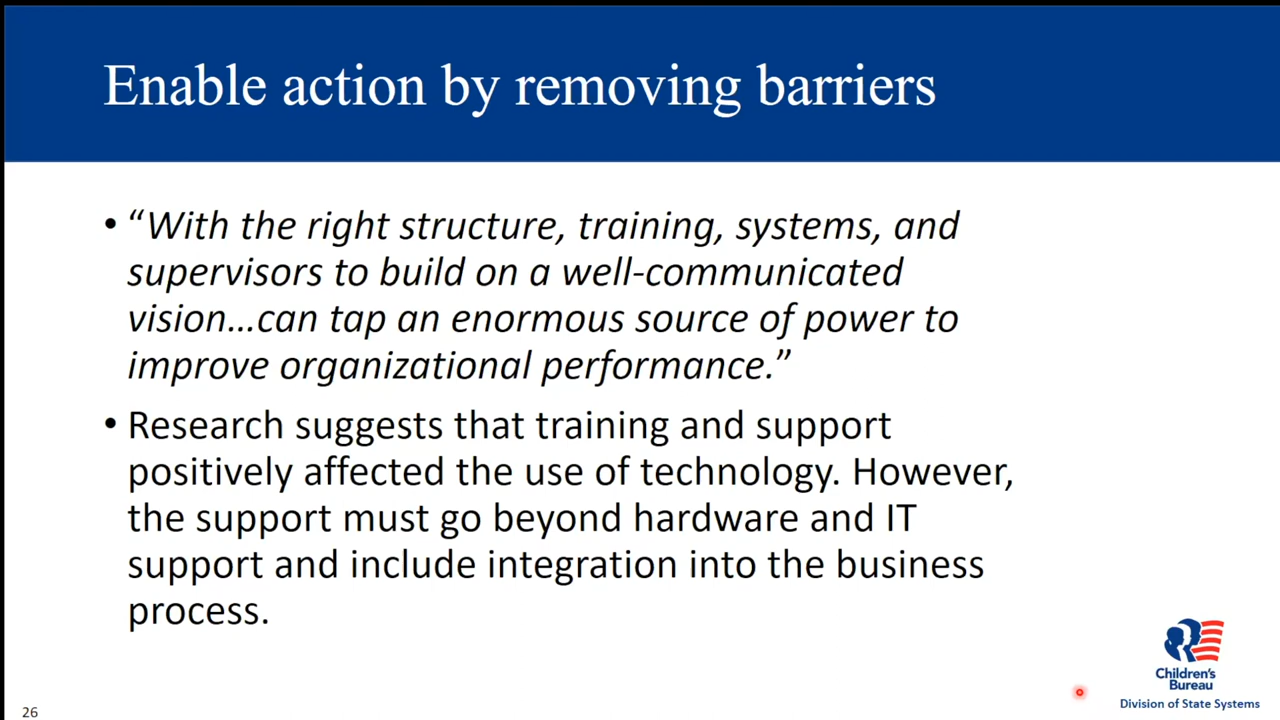 Enable action by removing barriers
• “With the right structure, training, systems, and
supervisors to build on a well-communicated
vision...can tap an enormous source of power to
improve organizational performance.”
• Research suggests that training and support
positively affected the use of technology. However,
the support must go beyond hardware and IT
support and include integration into the business
process.
Children's
Bureau
Division of State Systems
26